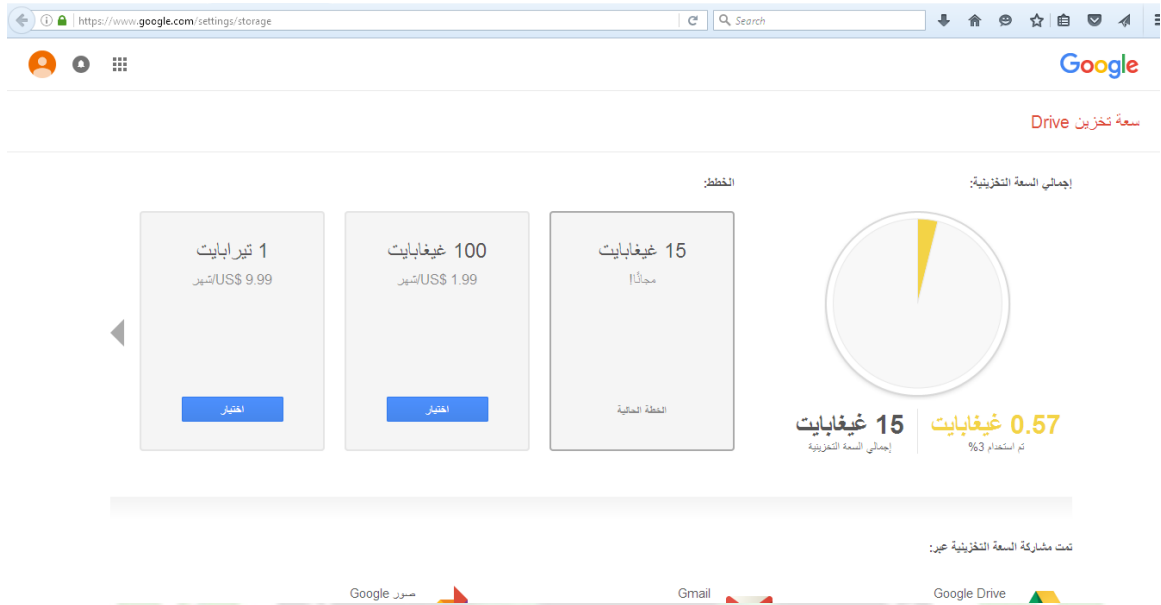 https://www.google.com/settings/storage
Search
Google
سعة تخزين Drive
إجمالي السعة التخزينية:
0.57 غيغابايت
تم استخدام 3%
15 غيغابايت
إجمالي السعة التخزينية
الخطط:
15 غيغابايت
مجانًا!
الخطة الحالية
100 غيغابايت
US$ 1.99/شهر
اختيار
1 تيرابايت
US$ 9.99/شهر
اختيار
تمت مشاركة السعة التخزينية عبر:
Google Drive
Gmail
صور Google